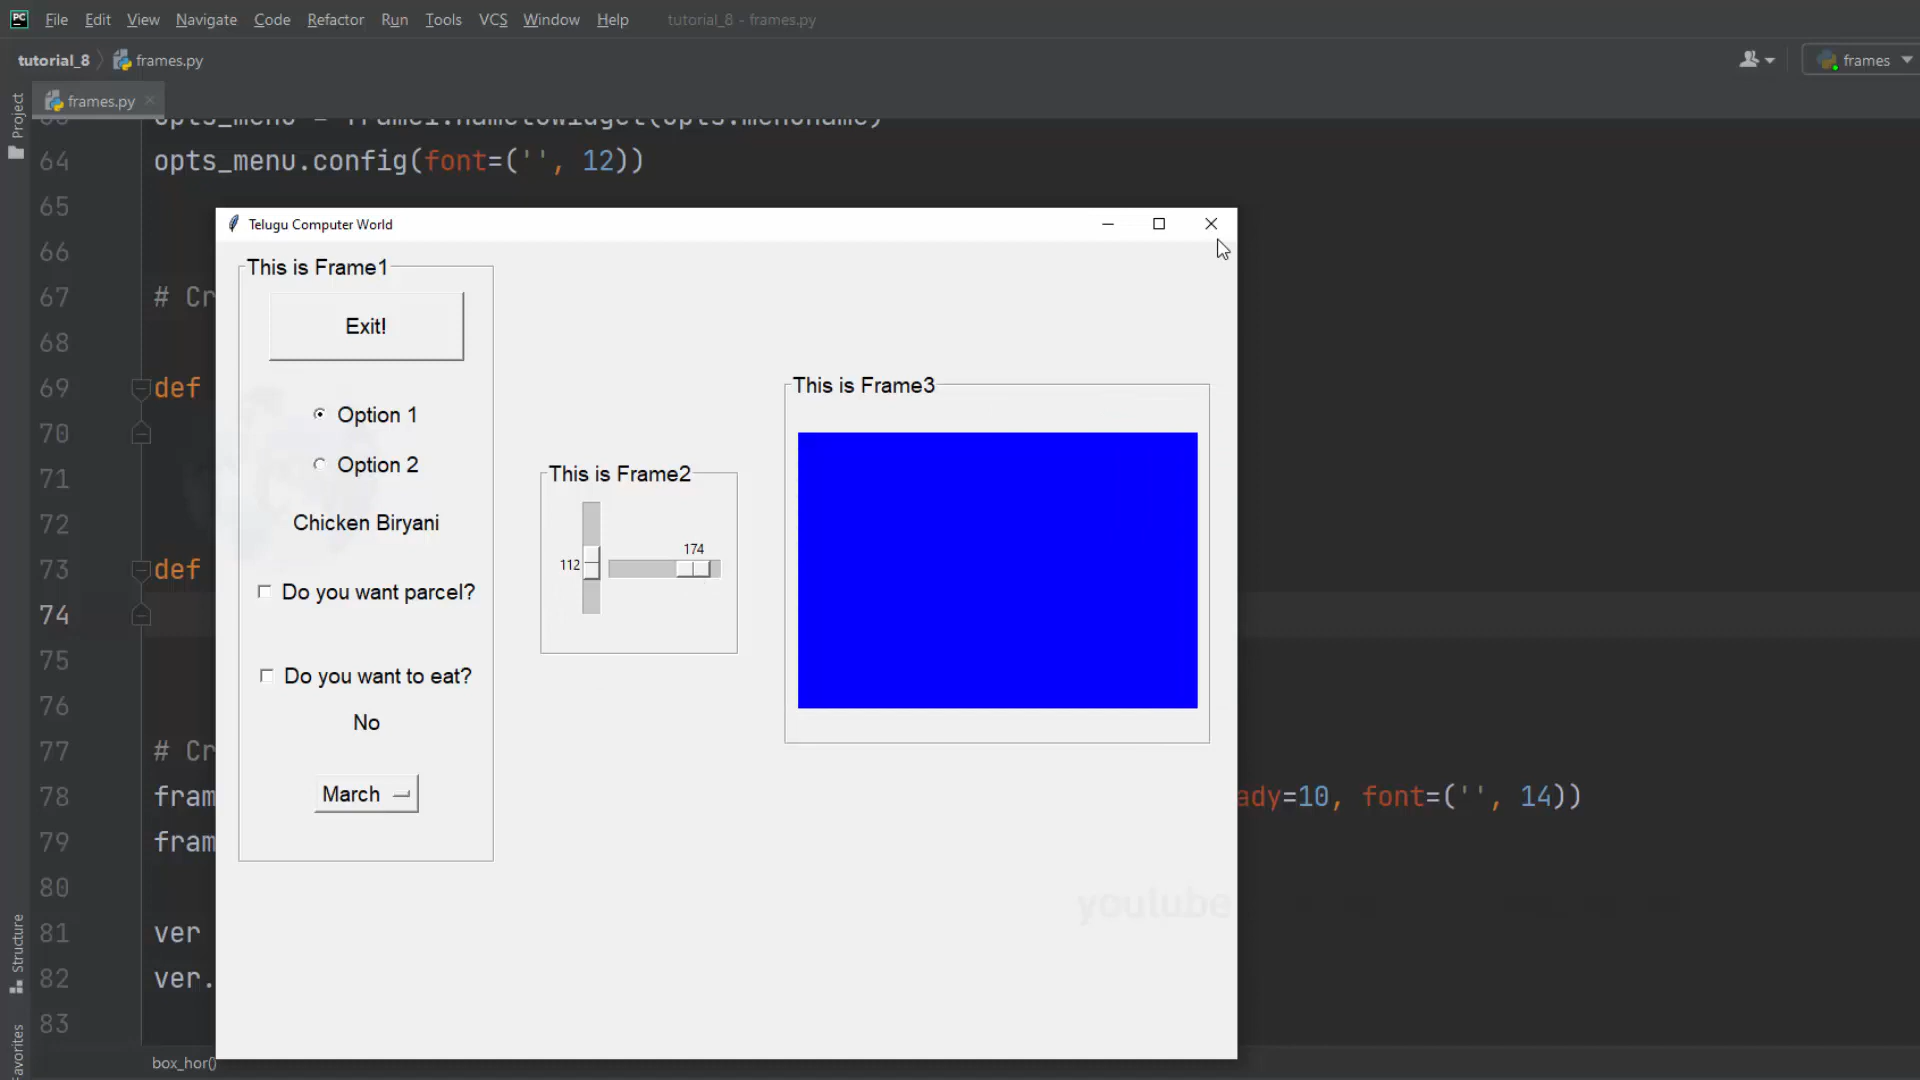 PC File Edit View Navigate Code Refactor Run Tools VCS Window Help tutorial_8 - frames.py
tutorial_8 frames.py frames
frames.py
Project
64 opts_menu.config(font=('', 12))
65
66
67 # Cr
68
69 def
70
71
72
73 def
74
75
76
77 # Cr
78 fram ady=10, font=('', 14))
79 fram
80
81 ver
82 ver.
83
Structure
Favorites
box_hor()
Telugu Computer World
This is Frame1
Exit!
Option 1
Option 2
Chicken Biryani
Do you want parcel?
Do you want to eat?
No
March
This is Frame2
112
174
This is Frame3
youtube